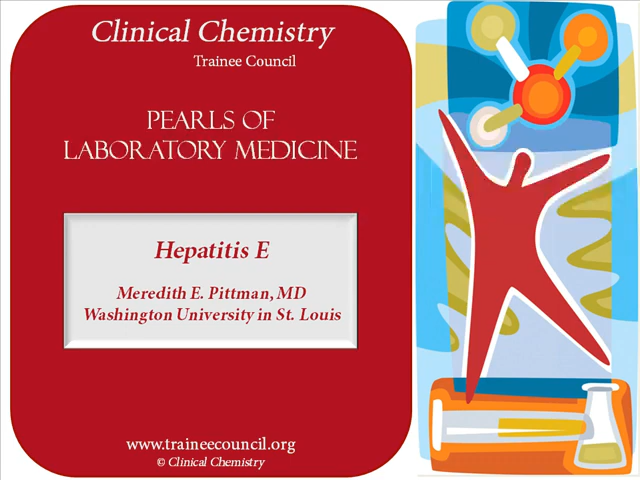 Clinical Chemistry
Trainee Council
PEARLS OF
LABORATORY MEDICINE
Hepatitis E
Meredith E. Pittman, MD
Washington University in St. Louis
www.traineecouncil.org
© Clinical Chemistry